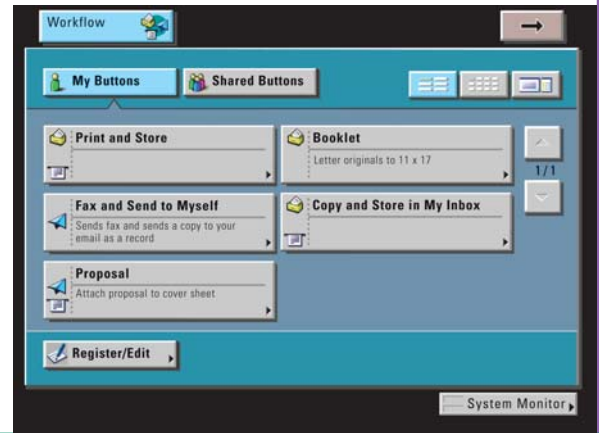 Workflow
My Buttons
Shared Buttons
Print and Store
Booklet
Letter originals to 11 x 17
1/1
Fax and Send to Myself
Sends fax and sends a copy to your
email as a record
Copy and Store in My Inbox
Proposal
Attach proposal to cover sheet
Register/Edit
System Monitor